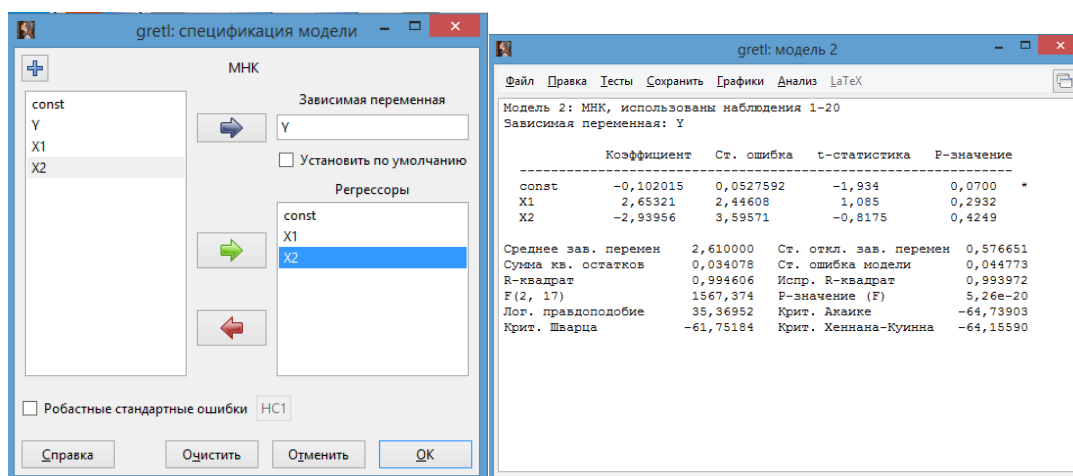 gretl: спецификация модели
МНК
const
Y
X1
X2
Зависимая переменная
Y
Установить по умолчанию
Регрессоры
const
X1
X2
Робастные стандартные ошибки HC1
Справка Очистить Отменить OK
gretl: модель 2
Файл Правка Тесты Сохранить Графики Анализ LaTeX
Модель 2: МНК, использованы наблюдения 1-20
Зависимая переменная: Y
Коэффициент Ст. ошибка t-статистика P-значение
const -0,102015 0,0527592 -1,934 0,0700 *
X1 2,65321 2,44608 1,085 0,2932
X2 -2,93956 3,59571 -0,8175 0,4249
Среднее зав. перемен 2,610000 Ст. откл. зав. перемен 0,576651
Сумма кв. остатков 0,034078 Ст. ошибка модели 0,044773
R-квадрат 0,994606 Испр. R-квадрат 0,993972
F(2, 17) 1567,374 P-значение (F) 5,26e-20
Лог. правдоподобие 35,36952 Крит. Акаике -64,73903
Крит. Шварца -61,75184 Крит. Хеннана-Куинна -64,15590